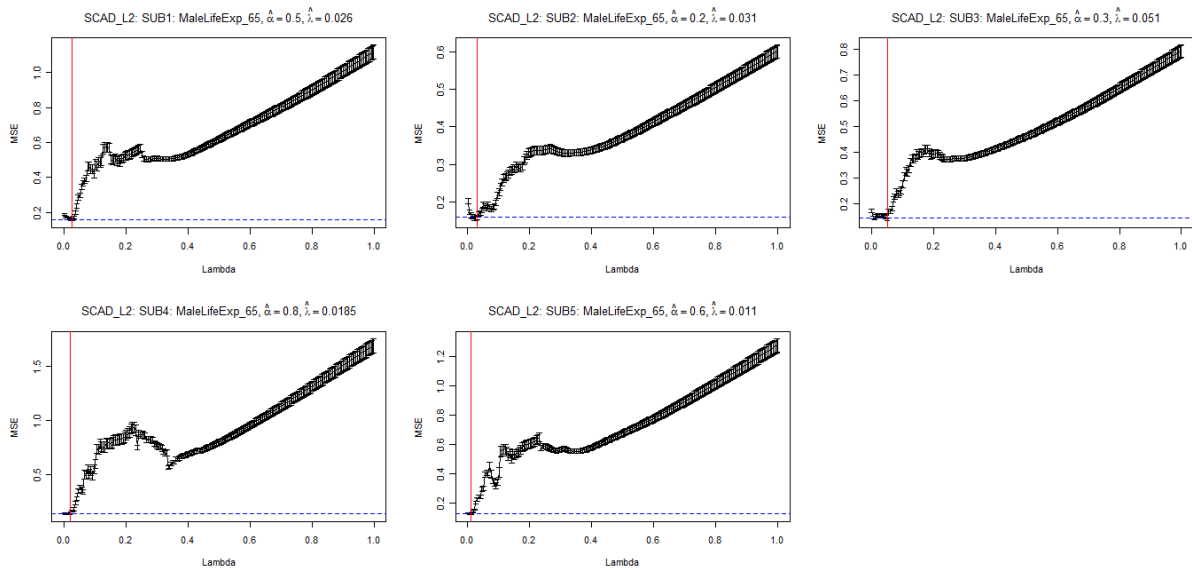 SCAD_L2: SUB1: MaleLifeExp_65, α̂ = 0.5, λ̂ = 0.026
MSE
0.2 0.4 0.6 0.8 1.0
0.0 0.2 0.4 0.6 0.8 1.0
Lambda
SCAD_L2: SUB2: MaleLifeExp_65, α̂ = 0.2, λ̂ = 0.031
MSE
0.2 0.3 0.4 0.5 0.6
0.0 0.2 0.4 0.6 0.8 1.0
Lambda
SCAD_L2: SUB3: MaleLifeExp_65, α̂ = 0.3, λ̂ = 0.051
MSE
0.2 0.3 0.4 0.5 0.6 0.7 0.8
0.0 0.2 0.4 0.6 0.8 1.0
Lambda
SCAD_L2: SUB4: MaleLifeExp_65, α̂ = 0.8, λ̂ = 0.0185
MSE
0.5 1.0 1.5
0.0 0.2 0.4 0.6 0.8 1.0
Lambda
SCAD_L2: SUB5: MaleLifeExp_65, α̂ = 0.6, λ̂ = 0.011
MSE
0.2 0.4 0.6 0.8 1.0 1.2
0.0 0.2 0.4 0.6 0.8 1.0
Lambda